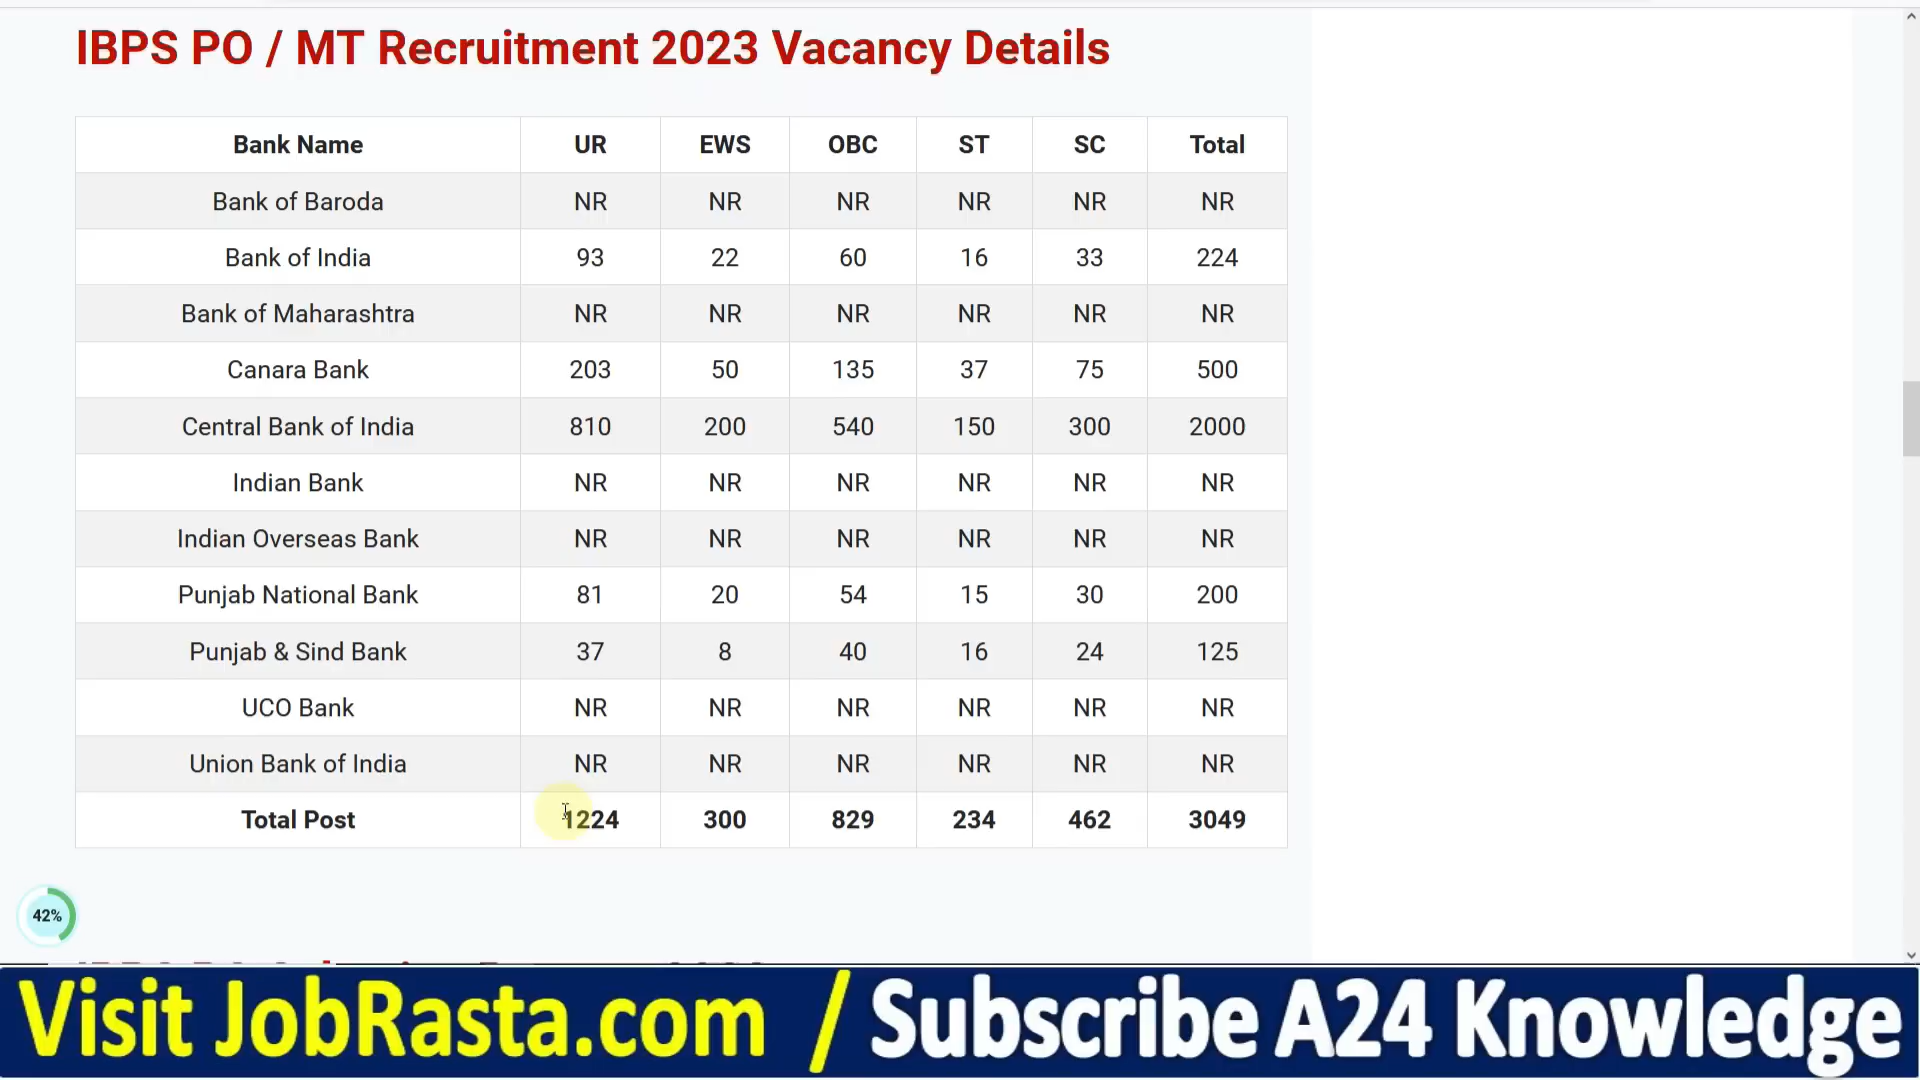 IBPS PO / MT Recruitment 2023 Vacancy Details
Bank Name UR EWS OBC ST SC Total
Bank of Baroda NR NR NR NR NR NR
Bank of India 93 22 60 16 33 224
Bank of Maharashtra NR NR NR NR NR NR
Canara Bank 203 50 135 37 75 500
Central Bank of India 810 200 540 150 300 2000
Indian Bank NR NR NR NR NR NR
Indian Overseas Bank NR NR NR NR NR NR
Punjab National Bank 81 20 54 15 30 200
Punjab & Sind Bank 37 8 40 16 24 125
UCO Bank NR NR NR NR NR NR
Union Bank of India NR NR NR NR NR NR
Total Post 1224 300 829 234 462 3049
42%
Visit JobRasta.com / Subscribe A24 Knowledge